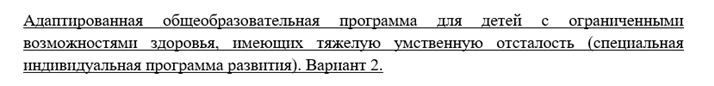 Адаптированная общеобразовательная программа для детей с ограниченными
возможностями здоровья, имеющих тяжелую умственную отсталость (специальная
индивидуальная программа развития). Вариант 2.